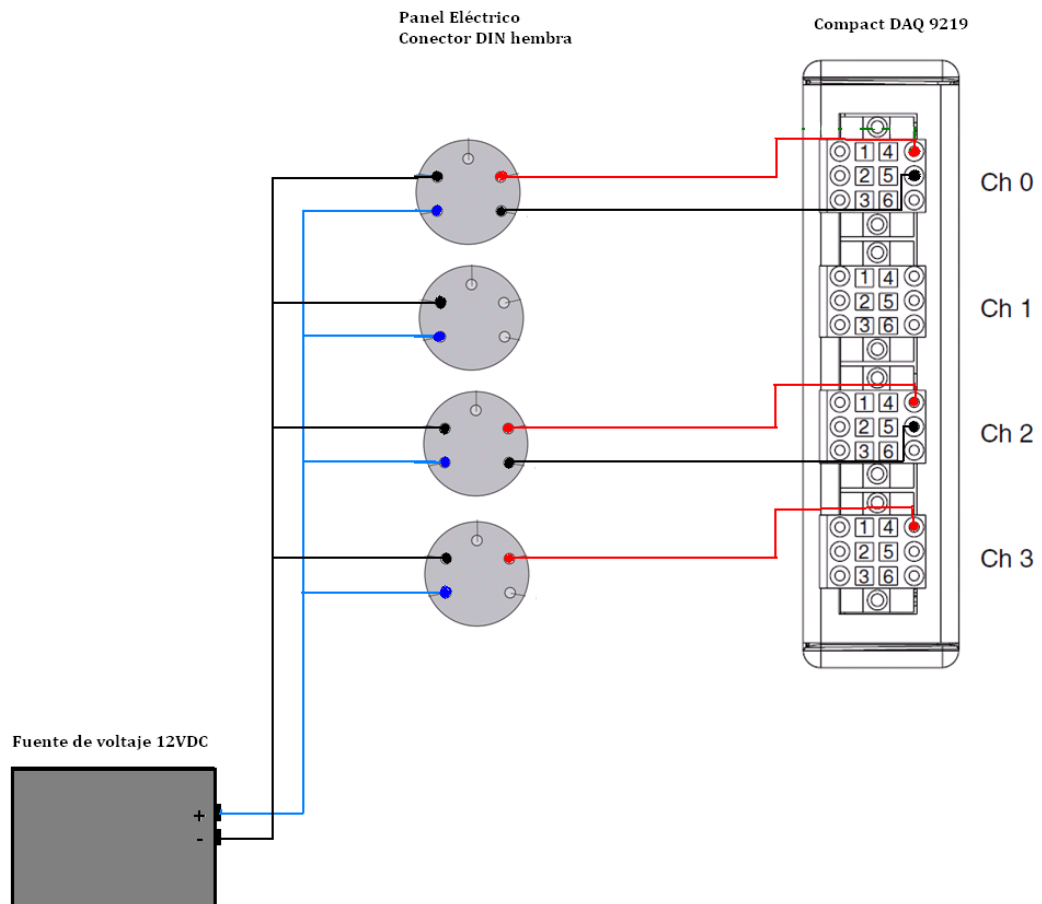 Panel Eléctrico
Conector DIN hembra
Compact DAQ 9219
1 4
2 5
3 6
Ch 0
1 4
2 5
3 6
Ch 1
1 4
2 5
3 6
Ch 2
1 4
2 5
3 6
Ch 3
Fuente de voltaje 12VDC
+
-